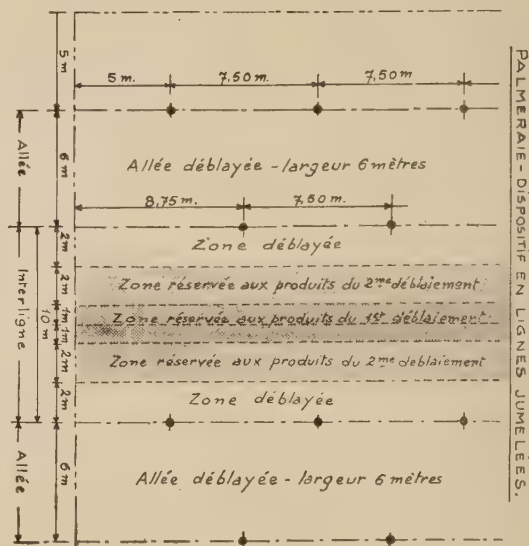 5 m.
7,50 m.
7,50 m
5 m
Allée
6 m
Allée déblayée - largeur 6 mètres
8,75 m.
7,50 m.
2 m
Zone déblayée
2 m
Zone réservée aux produits du 2me déblaiement
Interligne
10 m
1 m
1 m
Zone réservée aux produits du 1st déblaiement
2 m
Zone réservée aux produits du 2me déblaiement
2 m
Zone déblayée
Allée
6 m
Allée déblayée - largeur 6 mètres
PALMERAIE - DISPOSITIF EN LIGNES JUMELÉES.